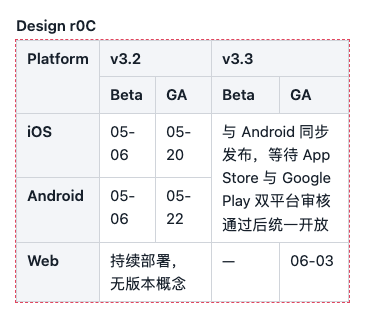 Design r0C
Platform v3.2 v3.3
Beta GA Beta GA
iOS 05-06 05-20 与 Android 同步
发布，等待 App
Store 与 Google
Play 双平台审核
通过后统一开放
Android 05-06 05-22
Web 持续部署，
无版本概念 — 06-03